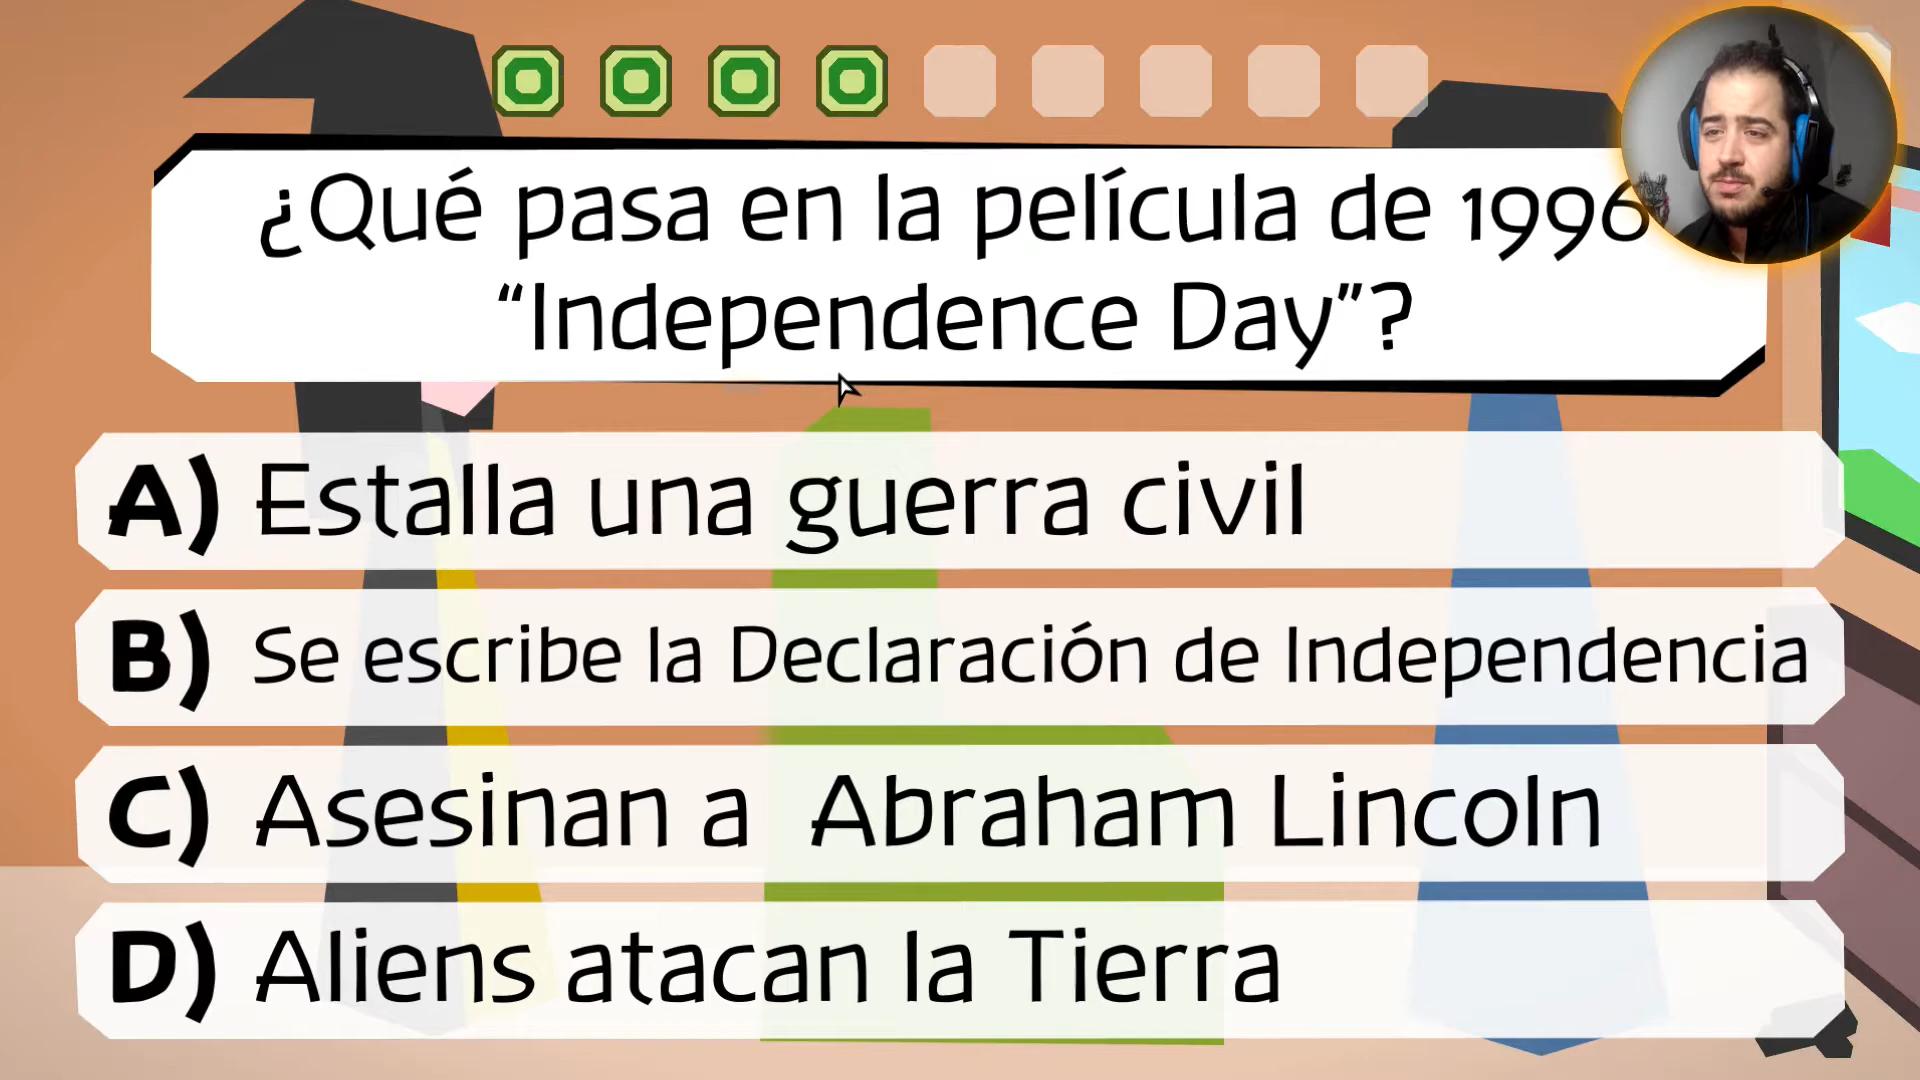 ¿Qué pasa en la película de 1996
“Independence Day”?
A) Estalla una guerra civil
B) Se escribe la Declaración de Independencia
C) Asesinan a Abraham Lincoln
D) Aliens atacan la Tierra